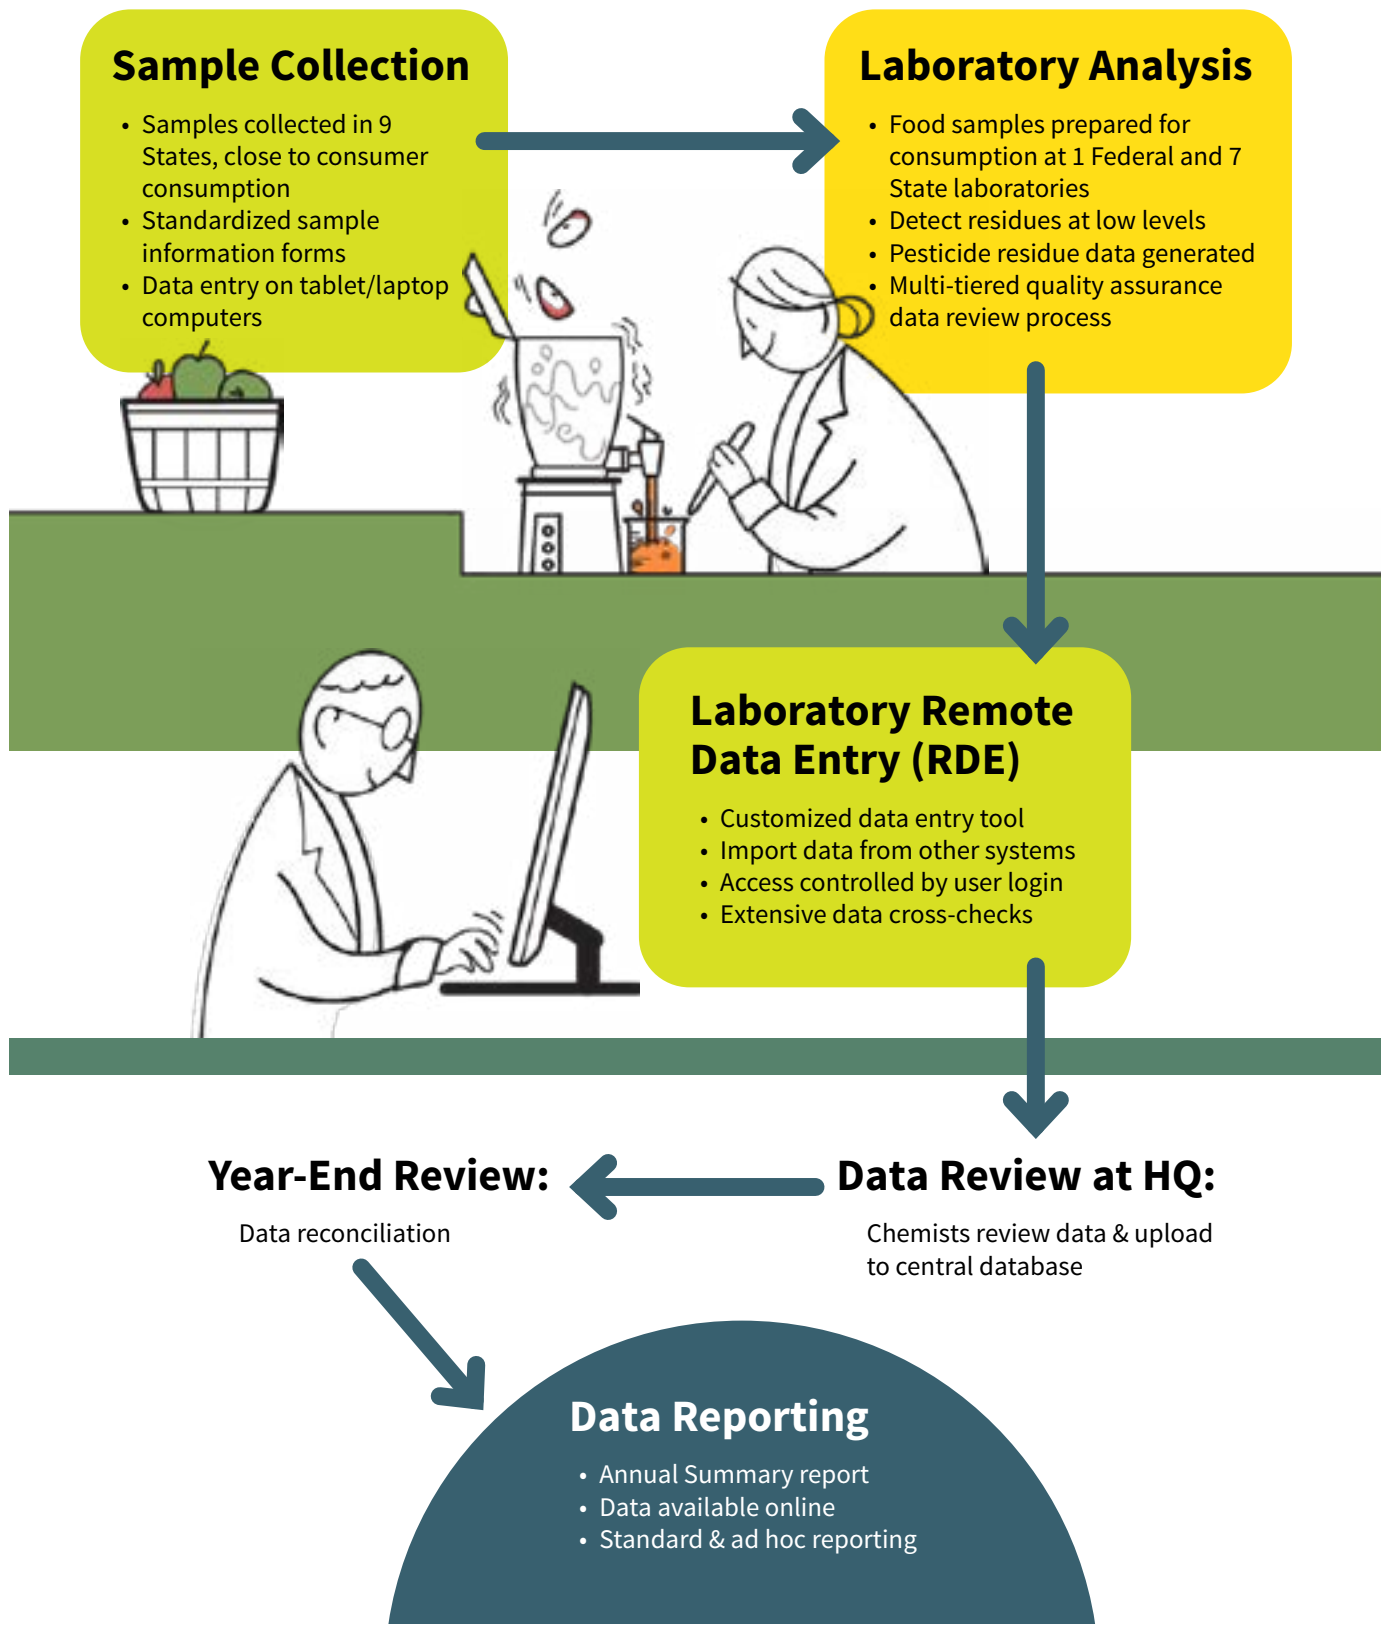 Sample Collection
• Samples collected in 9
States, close to consumer
consumption
• Standardized sample
information forms
• Data entry on tablet/laptop
computers
Laboratory Analysis
• Food samples prepared for
consumption at 1 Federal and 7
State laboratories
• Detect residues at low levels
• Pesticide residue data generated
• Multi-tiered quality assurance
data review process
Laboratory Remote
Data Entry (RDE)
• Customized data entry tool
• Import data from other systems
• Access controlled by user login
• Extensive data cross-checks
Data Review at HQ:
Chemists review data & upload
to central database
Year-End Review:
Data reconciliation
Data Reporting
• Annual Summary report
• Data available online
• Standard & ad hoc reporting